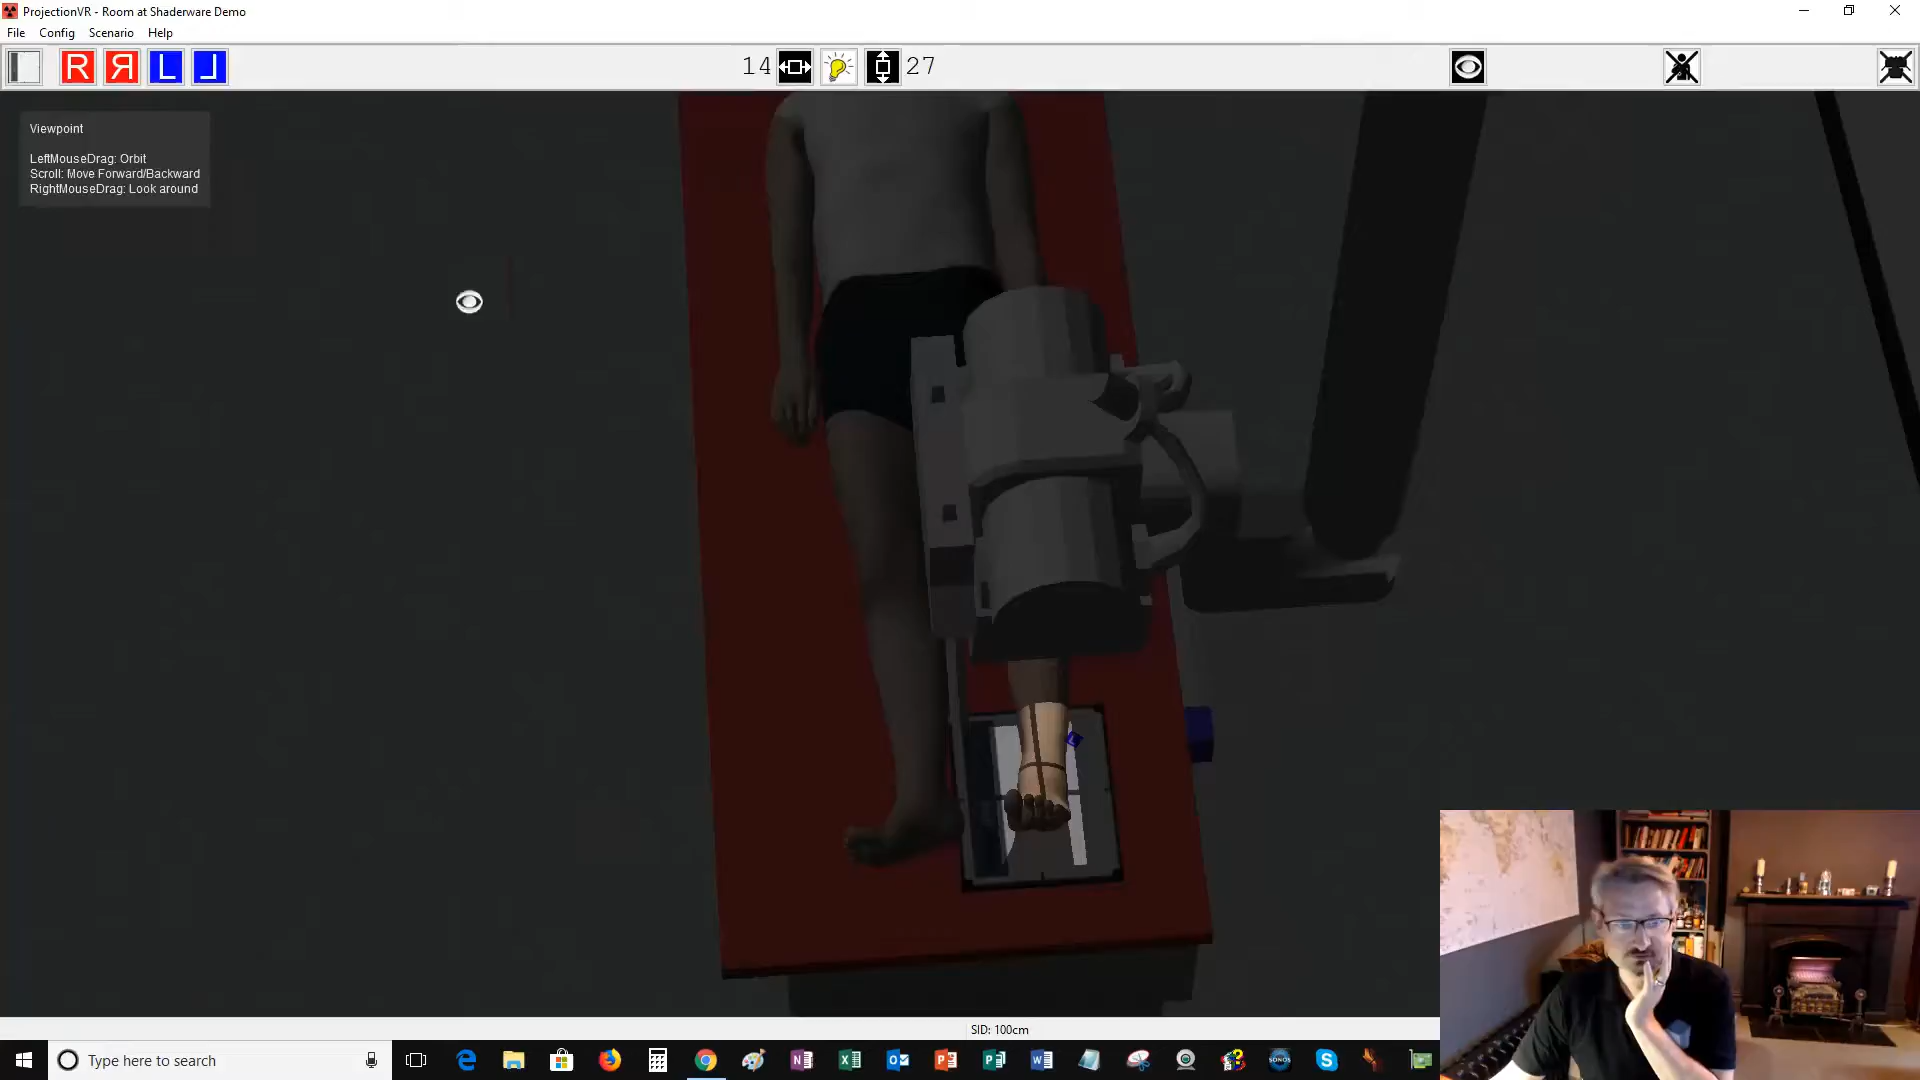 ProjectionVR - Room at Shaderware Demo
File Config Scenario Help
R R L L 14 27
Viewpoint
LeftMouseDrag: Orbit
Scroll: Move Forward/Backward
RightMouseDrag: Look around
L
SID: 100cm
Type here to search
SONOS